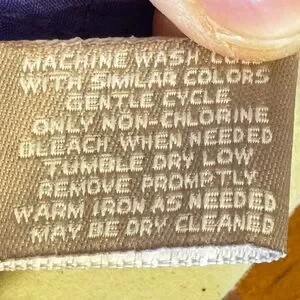 MACHINE WASH COLD
WITH SIMILAR COLORS
GENTLE CYCLE
ONLY NON-CHLORINE
BLEACH WHEN NEEDED
TUMBLE DRY LOW
REMOVE PROMPTLY
WARM IRON AS NEEDED
MAY BE DRY CLEANED